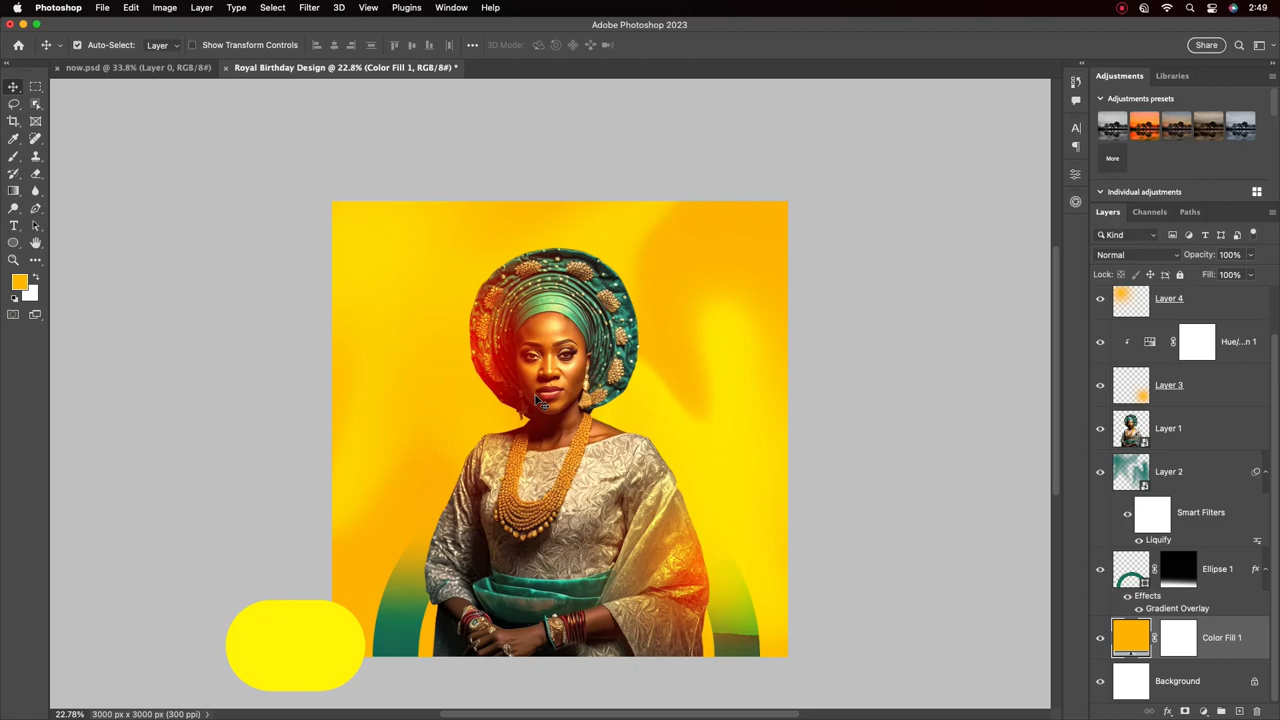 Photoshop File Edit Image Layer Type Select Filter 3D View Plugins Window Help 2:49
Adobe Photoshop 2023
Auto-Select: Layer Show Transform Controls 3D Mode: Share
now.psd @ 33.8% (Layer 0, RGB/8#) Royal Birthday Design @ 22.8% (Color Fill 1, RGB/8#) *
Adjustments Libraries
Adjustments presets
More
Individual adjustments
Layers Channels Paths
Kind
Normal Opacity: 100%
Lock: Fill: 100%
Layer 4
Hue/...n 1
Layer 3
Layer 1
Layer 2
Smart Filters
Liquify
Ellipse 1 fx
Effects
Gradient Overlay
Color Fill 1
Background
22.78% 3000 px x 3000 px (300 ppi)